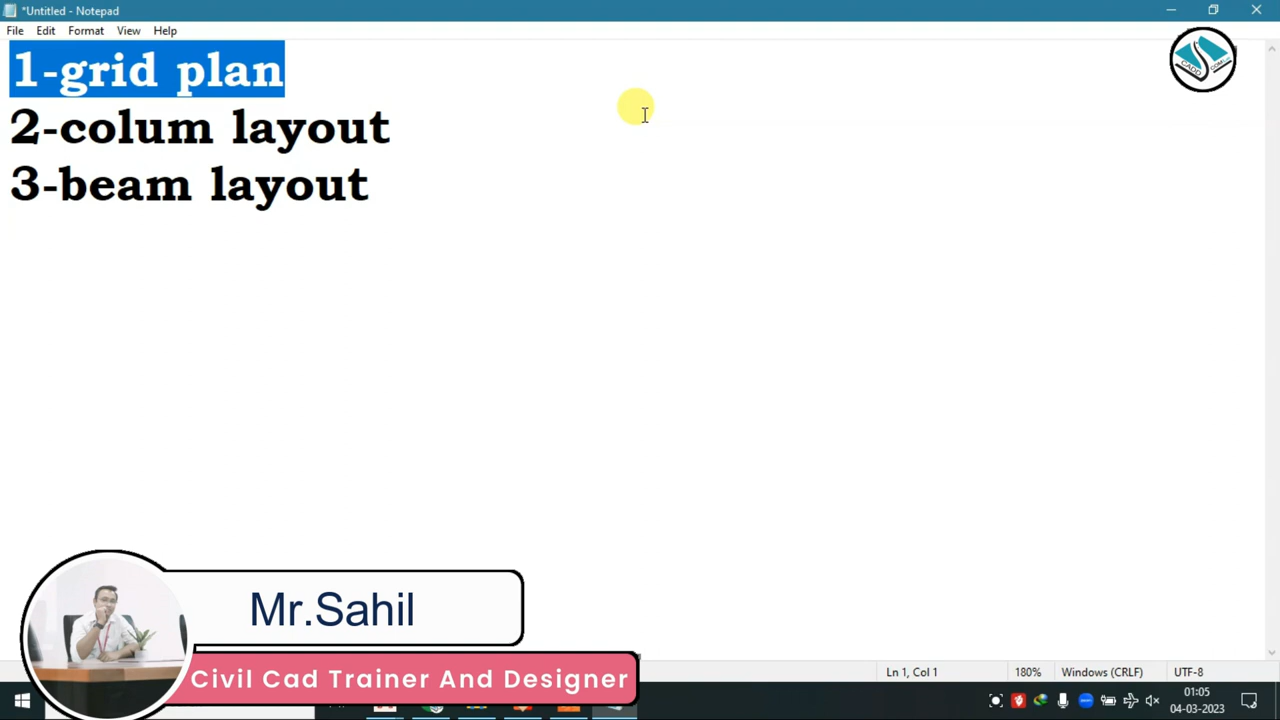 *Untitled - Notepad
File Edit Format View Help
1-grid plan
2-colum layout
3-beam layout
CADD
Mr.Sahil
Civil Cad Trainer And Designer
Ln 1, Col 1 180% Windows (CRLF) UTF-8
01:05
04-03-2023